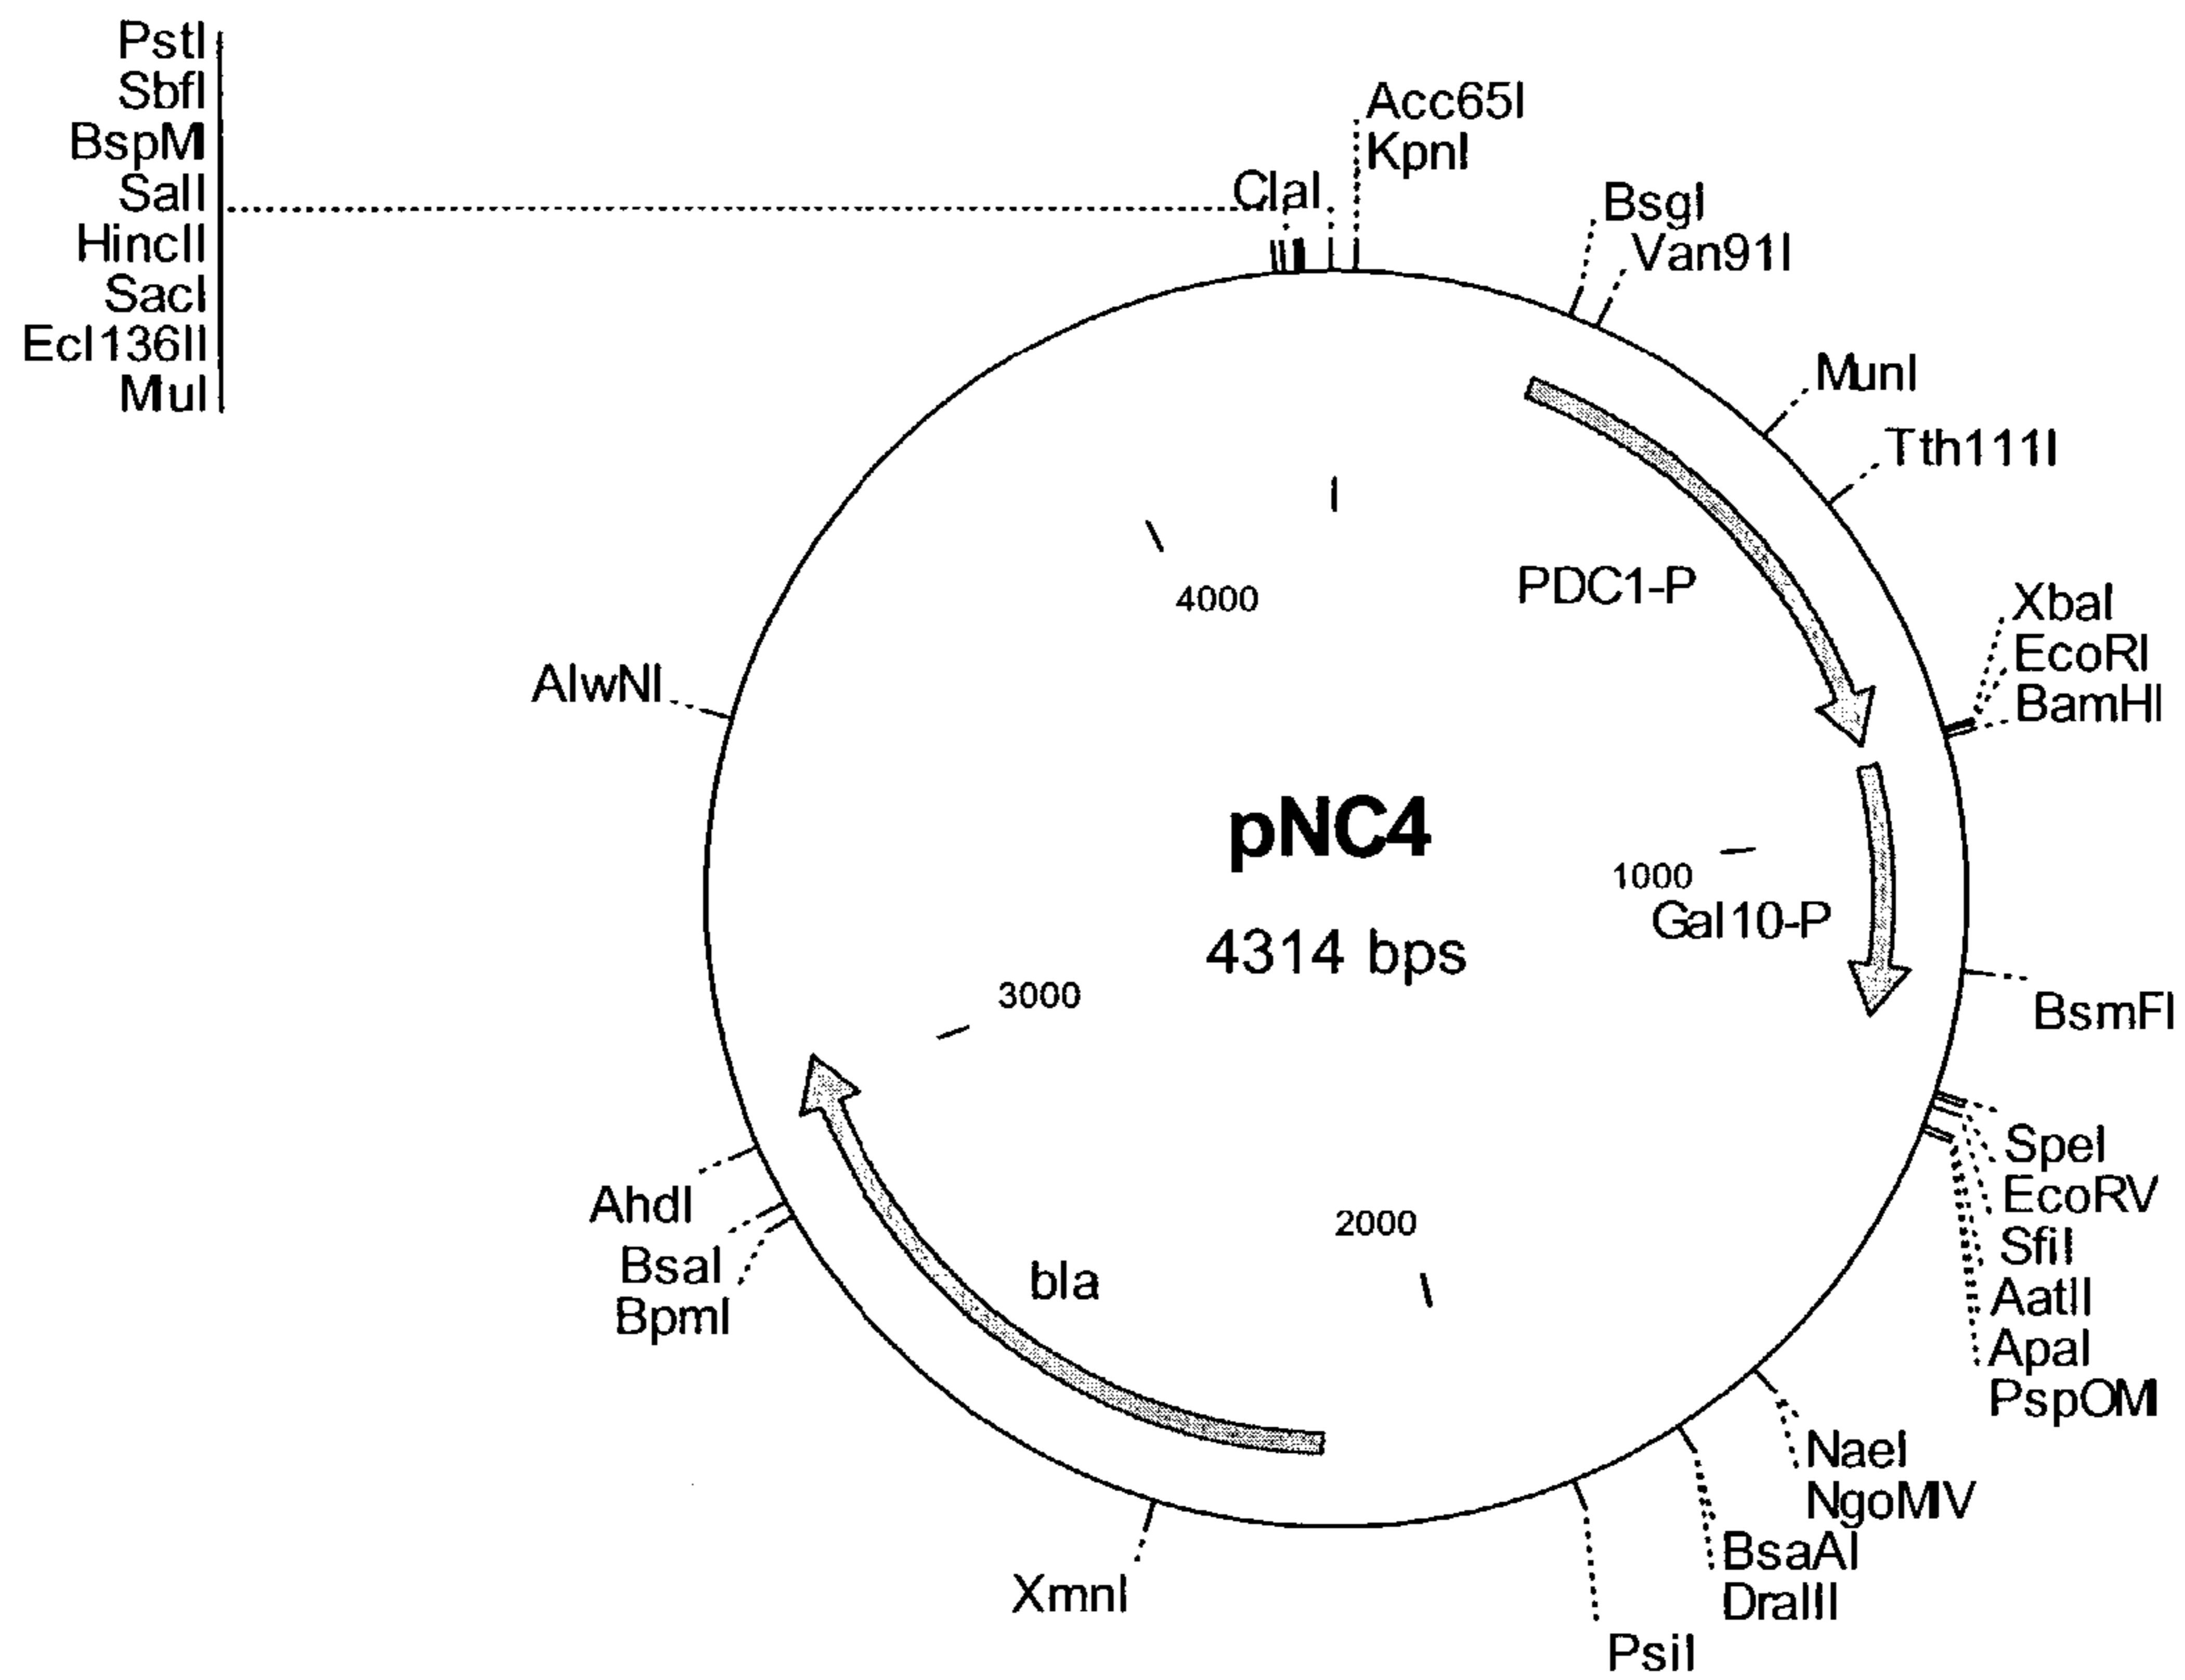 PstI
SbfI
BspMI
SalI
HincII
SacI
Ecl136II
MluI
ClaI
Acc65I
KpnI
BsgI
Van91I
MunI
Tth111I
XbaI
EcoRI
BamHI
PDC1-P
4000
AlwNI
pNC4
4314 bps
1000
Gal10-P
BsmFI
3000
SpeI
EcoRV
SfiI
AatII
ApaI
PspOMI
NaeI
NgoMIV
BsaAI
DraIII
PsiI
2000
bla
AhdI
BsaI
BpmI
XmnI